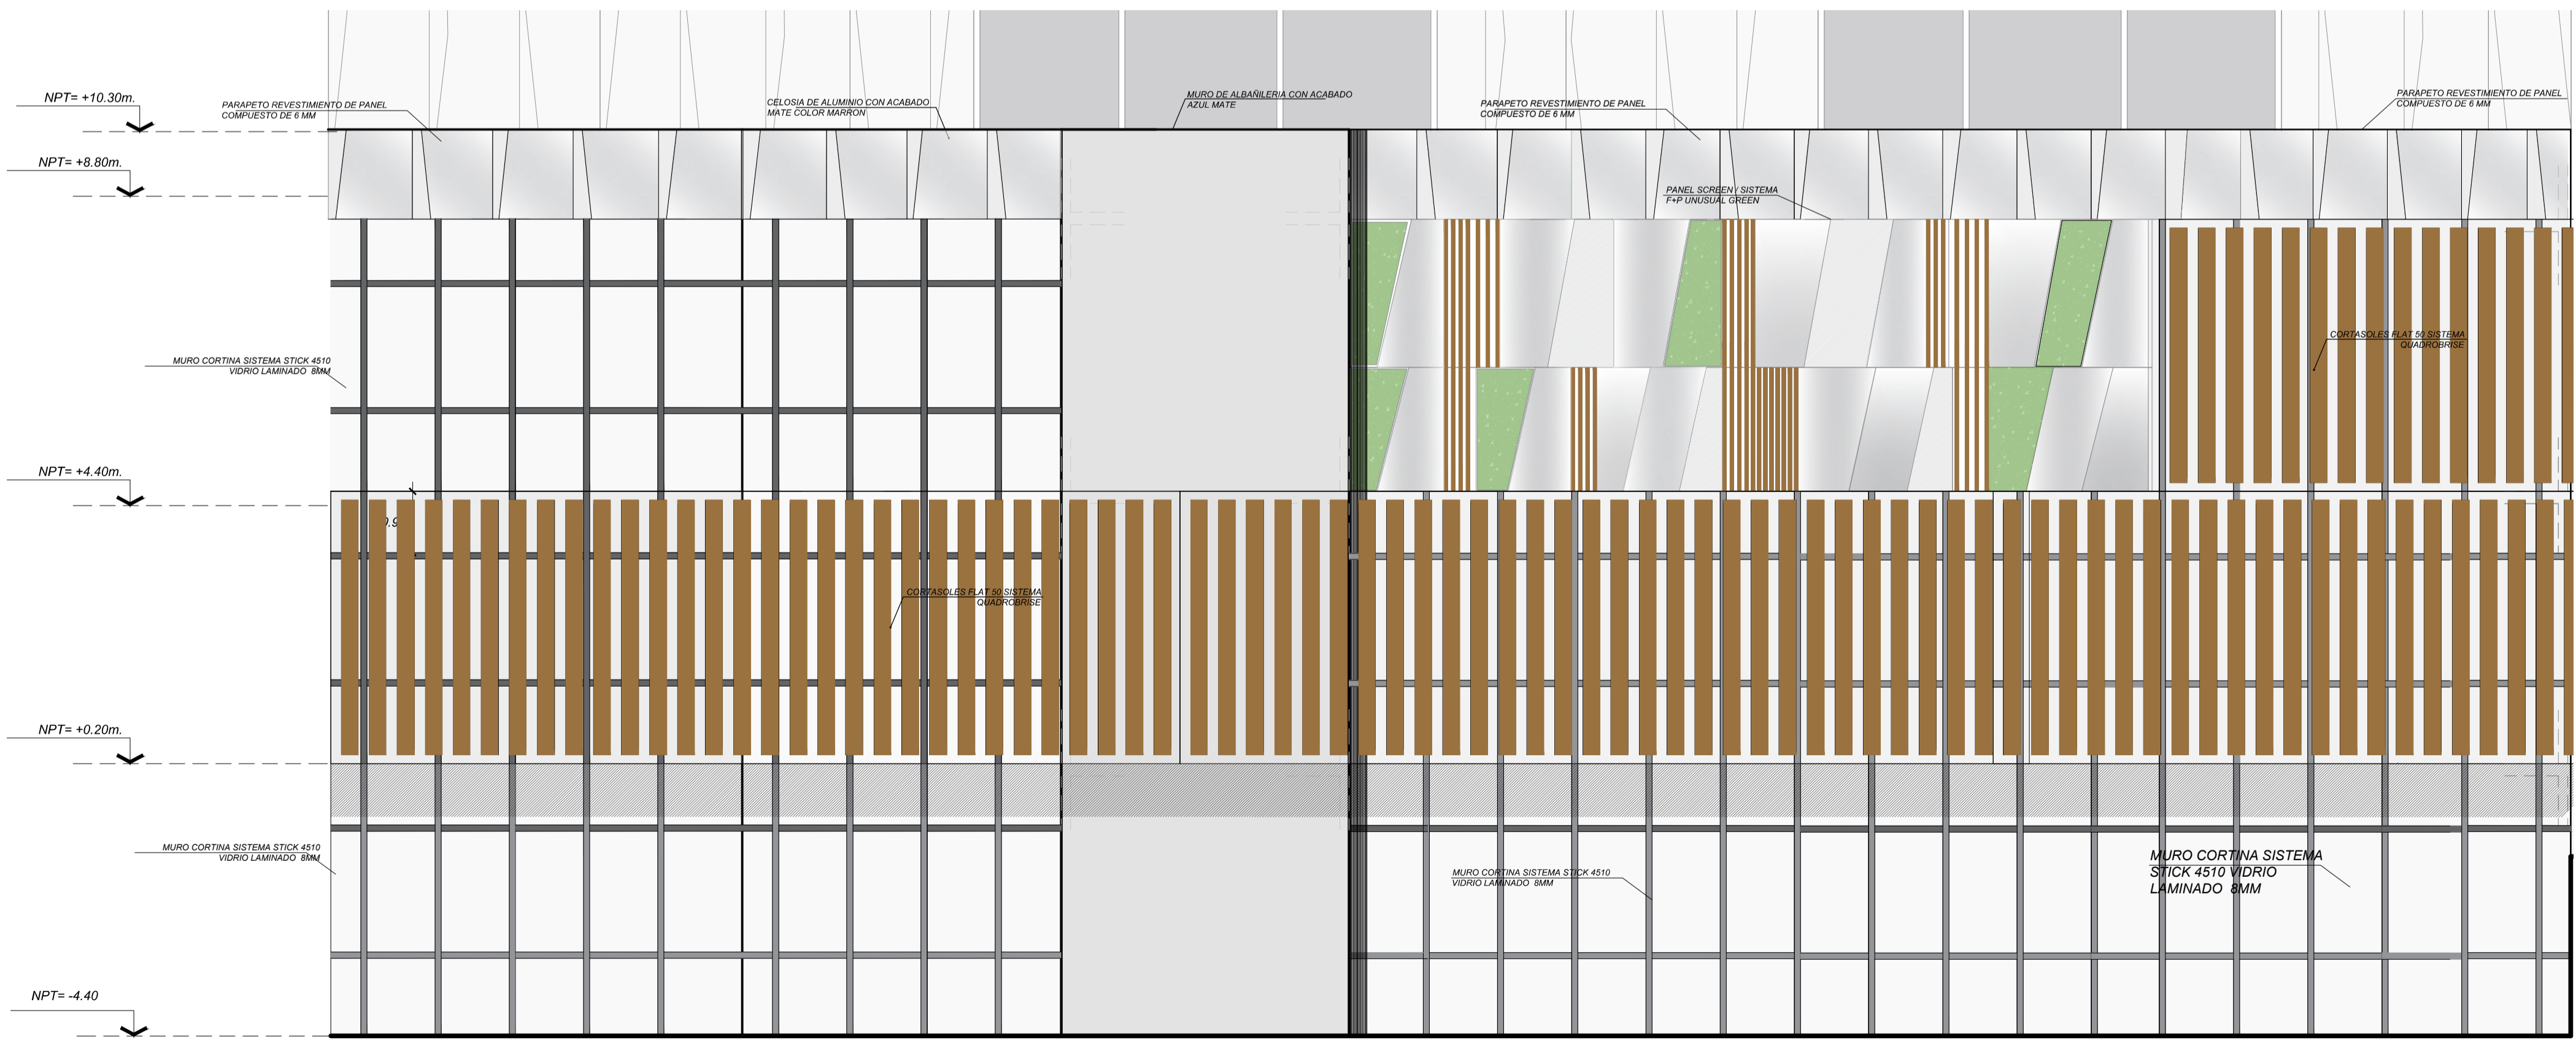 NPT= +10.30m.
PARAPETO REVESTIMIENTO DE PANEL
COMPUESTO DE 6 MM
CELOSIA DE ALUMINIO CON ACABADO
MATE COLOR MARRON
MURO DE ALBAÑILERIA CON ACABADO
AZUL MATE
PARAPETO REVESTIMIENTO DE PANEL
COMPUESTO DE 6 MM
PARAPETO REVESTIMIENTO DE PANEL
COMPUESTO DE 6 MM
NPT= +8.80m.
PANEL SCREEN / SISTEMA
F+P UNUSUAL GREEN
MURO CORTINA SISTEMA STICK 4510
VIDRIO LAMINADO 8MM
CORTASOLES FLAT 50 SISTEMA
QUADROBRISE
NPT= +4.40m.
CORTASOLES FLAT 50 SISTEMA
QUADROBRISE
NPT= +0.20m.
MURO CORTINA SISTEMA STICK 4510
VIDRIO LAMINADO 8MM
MURO CORTINA SISTEMA STICK 4510
VIDRIO LAMINADO 8MM
MURO CORTINA SISTEMA
STICK 4510 VIDRIO
LAMINADO 8MM
NPT= -4.40